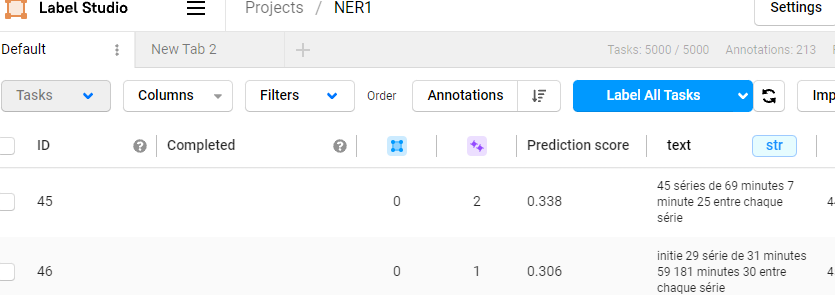 Label Studio Projects / NER1 Settings
Default New Tab 2 Tasks: 5000 / 5000 Annotations: 213
Tasks Columns Filters Order Annotations Label All Tasks Imp
ID Completed Prediction score text str
45 0 2 0.338 45 séries de 69 minutes 7
minute 25 entre chaque
série
46 0 1 0.306 initie 29 série de 31 minutes
59 181 minutes 30 entre
chaque série